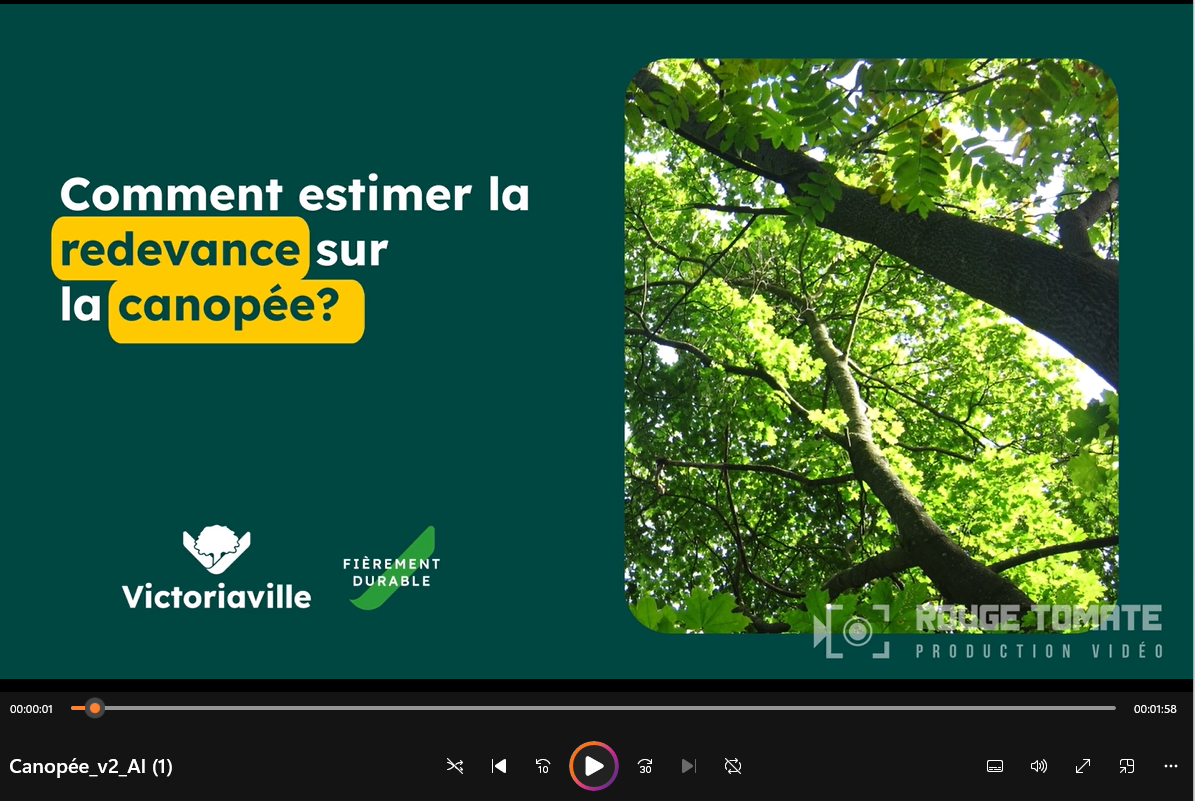 Comment estimer la
redevance sur
la canopée?
Victoriaville
FIÈREMENT
DURABLE
ROUGE TOMATE
PRODUCTION VIDÉO
00:00:01
00:01:58
Canopée_v2_AI (1)
10
30